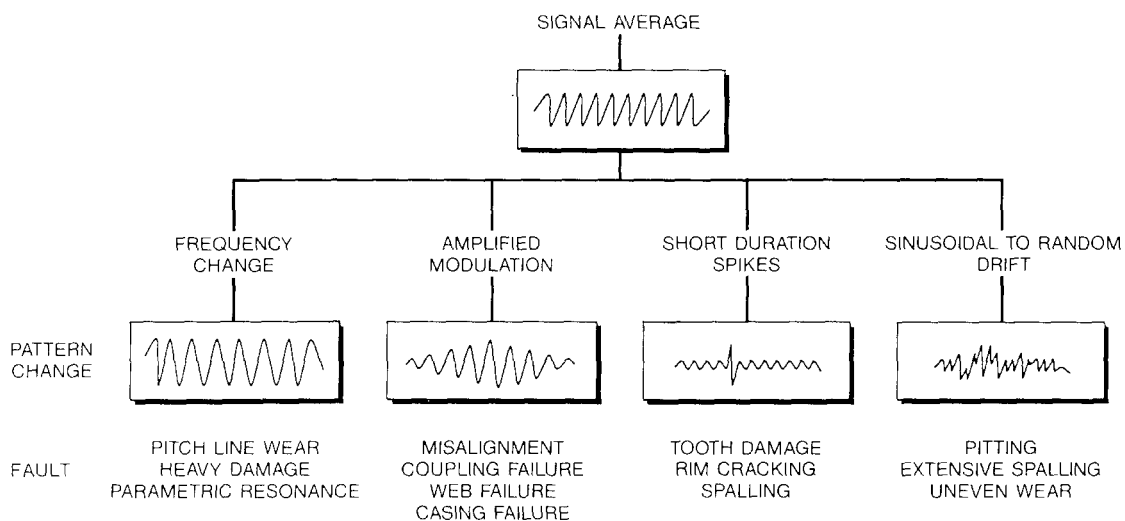 SIGNAL AVERAGE
FREQUENCY
CHANGE
AMPLIFIED
MODULATION
SHORT DURATION
SPIKES
SINUSOIDAL TO RANDOM
DRIFT
PATTERN
CHANGE
FAULT
PITCH LINE WEAR
HEAVY DAMAGE
PARAMETRIC RESONANCE
MISALIGNMENT
COUPLING FAILURE
WEB FAILURE
CASING FAILURE
TOOTH DAMAGE
RIM CRACKING
SPALLING
PITTING
EXTENSIVE SPALLING
UNEVEN WEAR